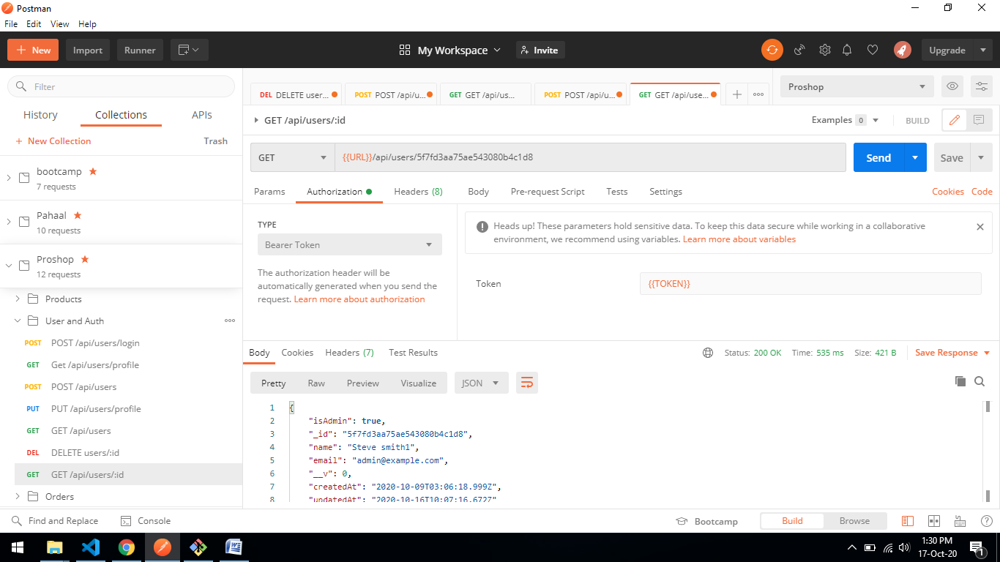 Postman
File Edit View Help
+ New Import Runner My Workspace Invite Upgrade
Filter
History Collections APIs
+ New Collection Trash
bootcamp
7 requests
Pahaal
10 requests
Proshop
12 requests
Products
User and Auth
POST POST /api/users/login
GET Get /api/users/profile
POST POST /api/users
PUT PUT /api/users/profile
GET GET /api/users
DEL DELETE users/:id
GET GET /api/users/:id
Orders
DEL DELETE user... POST POST /api/u... GET GET /api/us... POST POST /api/u... GET GET /api/use... Proshop
GET /api/users/:id Examples 0 BUILD
GET {{URL}}/api/users/5f7fd3aa75ae543080b4c1d8 Send Save
Params Authorization Headers (8) Body Pre-request Script Tests Settings Cookies Code
TYPE
Bearer Token
The authorization header will be
automatically generated when you send the
request. Learn more about authorization
Heads up! These parameters hold sensitive data. To keep this data secure while working in a collaborative
environment, we recommend using variables. Learn more about variables
Token {{TOKEN}}
Body Cookies Headers (7) Test Results Status: 200 OK Time: 535 ms Size: 421 B Save Response
Pretty Raw Preview Visualize JSON
1 {
2 "isAdmin": true,
3 "_id": "5f7fd3aa75ae543080b4c1d8",
4 "name": "Steve smith1",
5 "email": "admin@example.com",
6 "__v": 0,
7 "createdAt": "2020-10-09T03:06:18.999Z",
8 "updatedAt": "2020-10-16T10:07:16.672Z"
Find and Replace Console Bootcamp Build Browse
1:30 PM
17-Oct-20
1